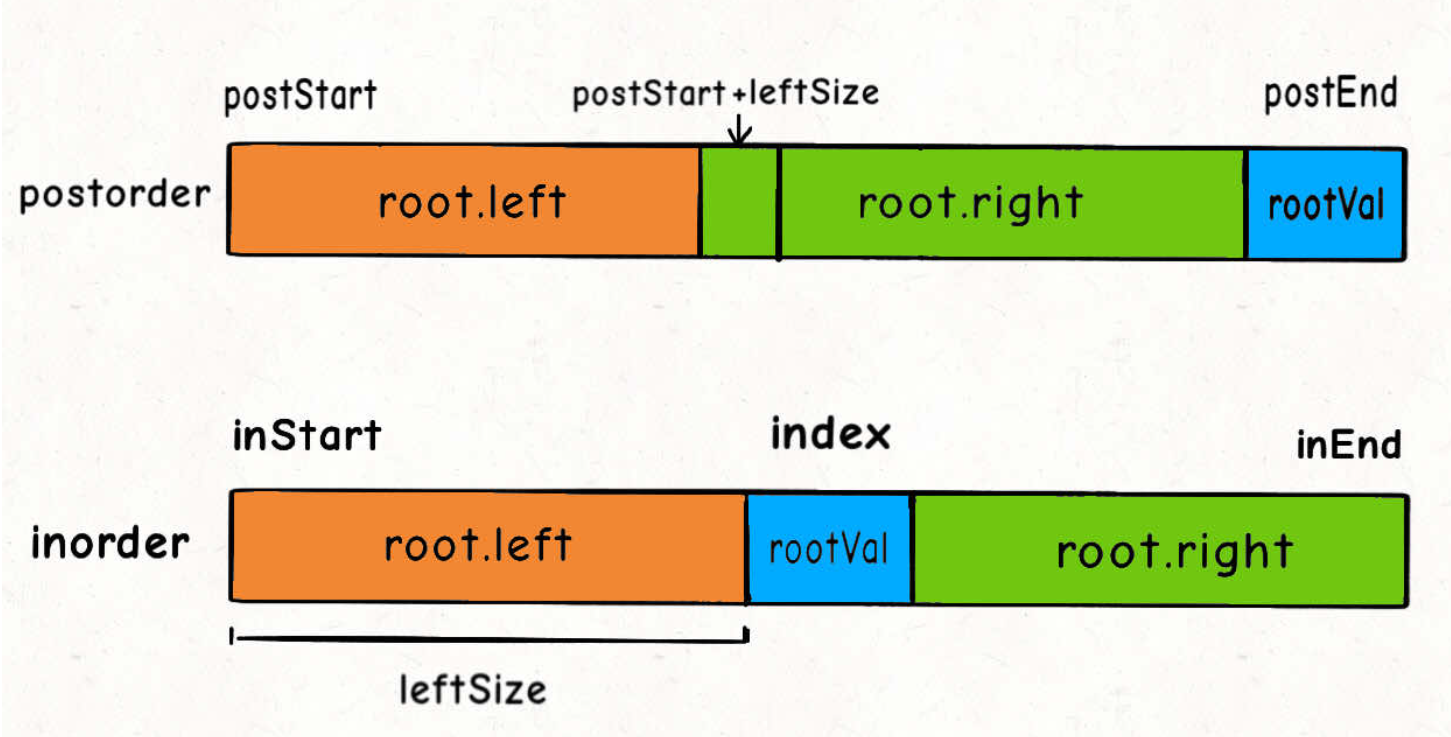 postStart postStart+leftSize postEnd
postorder root.left root.right rootVal
inStart index inEnd
inorder root.left rootVal root.right
leftSize